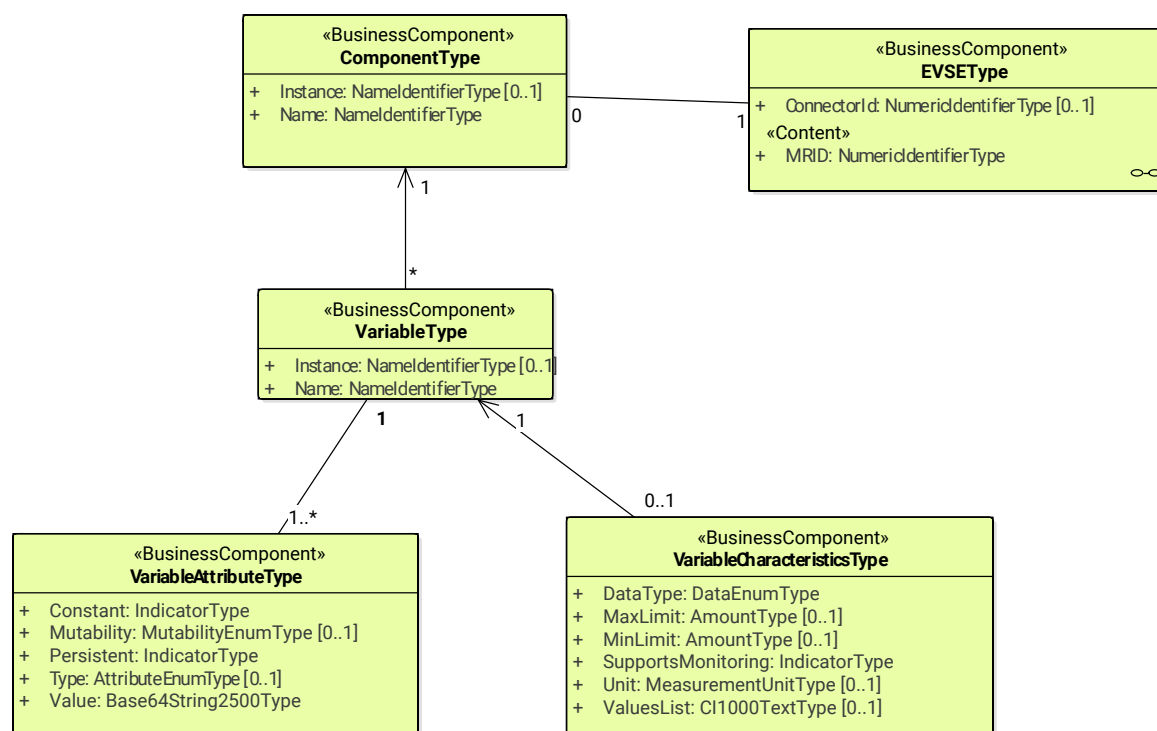 «BusinessComponent»
ComponentType
+ Instance: NameIdentifierType [0..1]
+ Name: NameIdentifierType
«BusinessComponent»
EVSEType
+ ConnectorId: NumericIdentifierType [0..1]
«Content»
+ MRID: NumericIdentifierType
0
1
1
*
«BusinessComponent»
VariableType
+ Instance: NameIdentifierType [0..1]
+ Name: NameIdentifierType
1
1
1..*
0..1
«BusinessComponent»
VariableAttributeType
+ Constant: IndicatorType
+ Mutability: MutabilityEnumType [0..1]
+ Persistent: IndicatorType
+ Type: AttributeEnumType [0..1]
+ Value: Base64String2500Type
«BusinessComponent»
VariableCharacteristicsType
+ DataType: DataEnumType
+ MaxLimit: AmountType [0..1]
+ MinLimit: AmountType [0..1]
+ SupportsMonitoring: IndicatorType
+ Unit: MeasurementUnitType [0..1]
+ ValuesList: CI1000TextType [0..1]